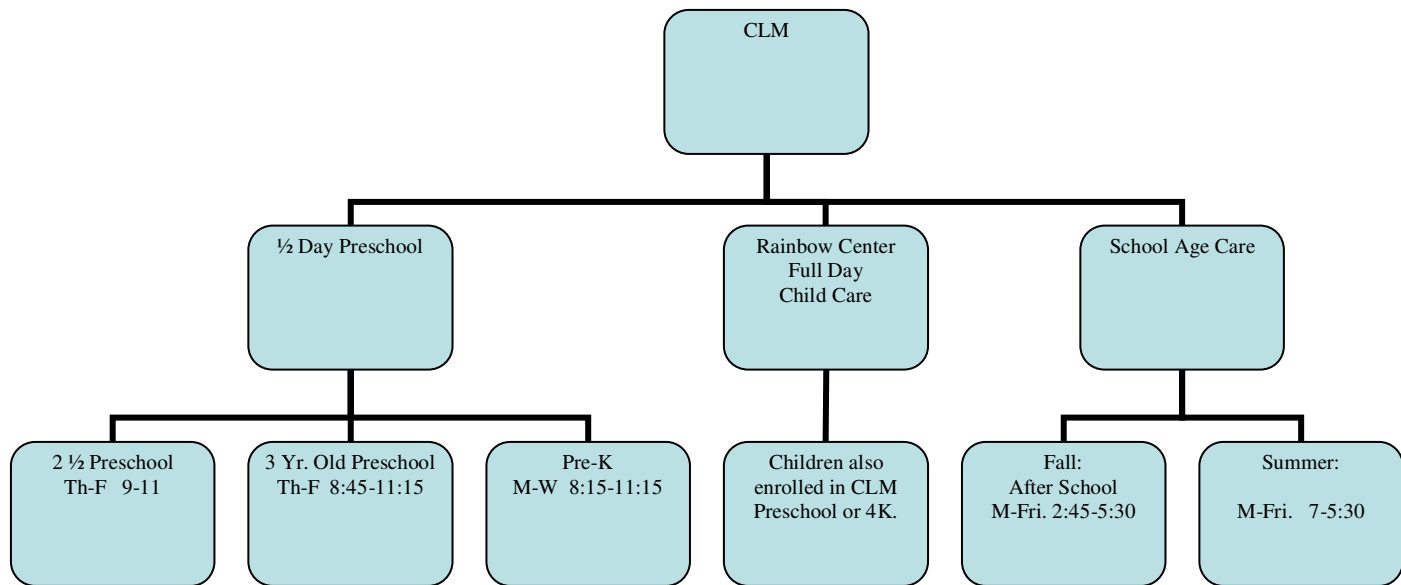 CLM
½ Day Preschool
Rainbow Center
Full Day
Child Care
School Age Care
2 ½ Preschool
Th-F 9-11
3 Yr. Old Preschool
Th-F 8:45-11:15
Pre-K
M-W 8:15-11:15
Children also
enrolled in CLM
Preschool or 4K.
Fall:
After School
M-Fri. 2:45-5:30
Summer:
M-Fri. 7-5:30